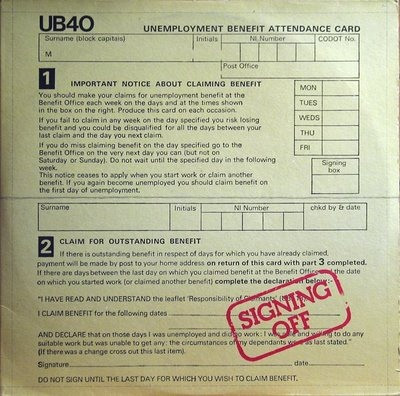 UB40 UNEMPLOYMENT BENEFIT ATTENDANCE CARD
Surname (block capitals) Initials NI.Number CODOT No.
M
Post Office
1 IMPORTANT NOTICE ABOUT CLAIMING BENEFIT
You should make your claims for unemployment benefit at the
Benefit Office each week on the days and at the times shown
in the box on the right. Produce this card on each occasion.
If you fail to claim in any week on the day specified you risk losing
benefit and you could be disqualified for all the days between your
last claim and the day you next claim.
If you do miss claiming benefit on the day specified go to the
Benefit Office on the very next day you can (but not on
Saturday or Sunday). Do not wait until the specified day in the following
week.
This notice ceases to apply when you start work or claim another
benefit. If you again become unemployed you should claim benefit on
the first day of unemployment.
MON
TUES
WEDS
THU
FRI
Signing
box
Surname Initials NI Number chkd by & date
2 CLAIM FOR OUTSTANDING BENEFIT
If there is outstanding benefit in respect of days for which you have already claimed,
payment will be made by post to your home address on return of this card with part 3 completed.
If there are days between the last day on which you claimed benefit at the Benefit Office and the date
on which you started work (or claimed another benefit) complete the declaration below:-
"I HAVE READ AND UNDERSTAND the leaflet 'Responsibility of Claimants'
I CLAIM BENEFIT for the following dates
AND DECLARE that on those days I was unemployed and did no work: I was able and willing to do any
suitable work but was unable to get any: the circumstances of my dependants were as last stated."
(If there was a change cross out this last item).
Signature date
DO NOT SIGN UNTIL THE LAST DAY FOR WHICH YOU WISH TO CLAIM BENEFIT.
SIGNING
OFF